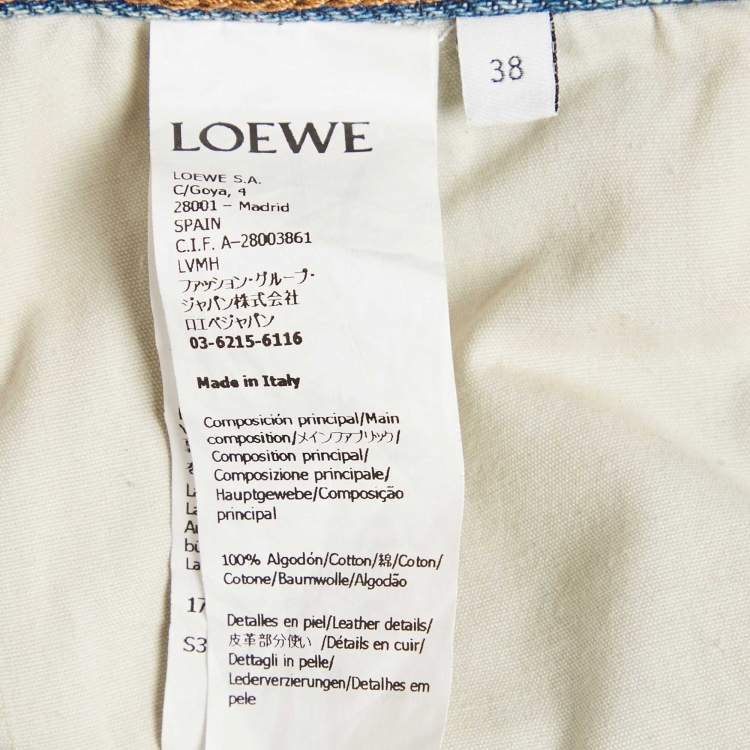 38
LOEWE
LOEWE S.A.
C/Goya, 4
28001 – Madrid
SPAIN
C.I.F. A-28003861
LVMH
ファッション・グループ・
ジャパン株式会社
ロエベジャパン
03-6215-6116
Made in Italy
Composición principal/Main
composition/メインファブリック/
Composition principal/
Composizione principale/
Hauptgewebe/Composição
principal
100% Algodón/Cotton/綿/Coton/
Cotone/Baumwolle/Algodão
Detalles en piel/Leather details/
皮革部分使い /Détails en cuir/
Dettagli in pelle/
Lederverzierungen/Detalhes em
pele
17
S3